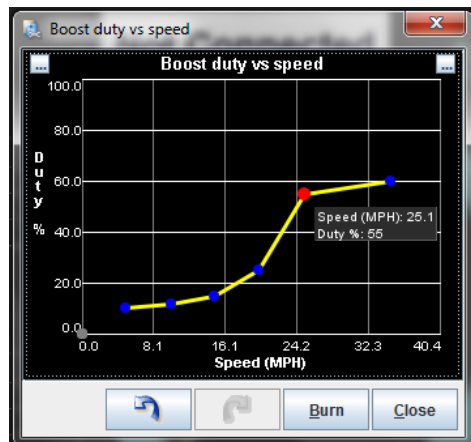 Boost duty vs speed
Boost duty vs speed
100.0
80.0
60.0
40.0
20.0
0.0
Duty %
Speed (MPH): 25.1
Duty %: 55
0.0 8.1 16.1 24.2 32.3 40.4
Speed (MPH)
Burn Close